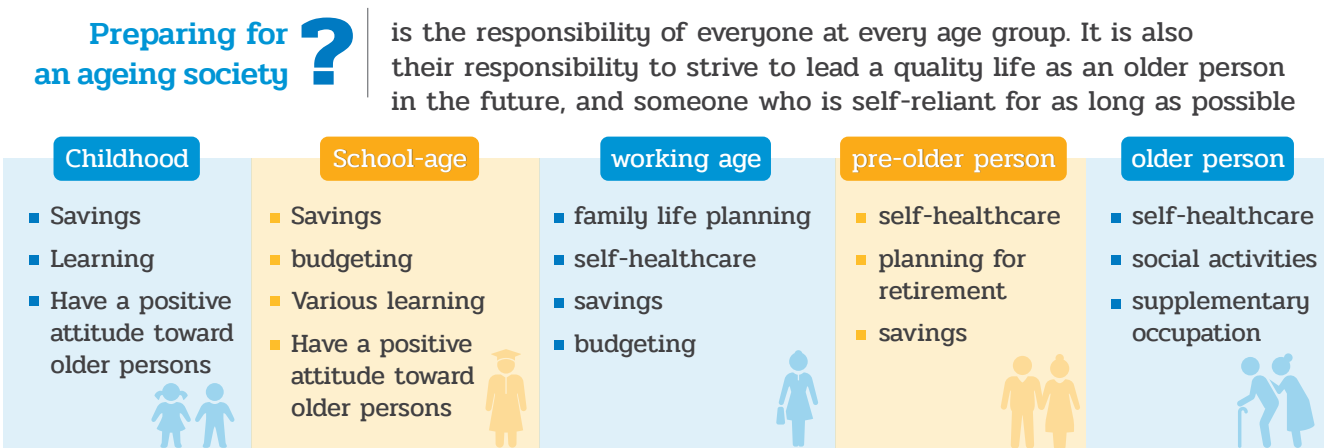 Preparing for
an ageing society
?
is the responsibility of everyone at every age group. It is also
their responsibility to strive to lead a quality life as an older person
in the future, and someone who is self-reliant for as long as possible
Childhood
Savings
Learning
Have a positive
attitude toward
older persons
School-age
Savings
budgeting
Various learning
Have a positive
attitude toward
older persons
working age
family life planning
self-healthcare
savings
budgeting
pre-older person
self-healthcare
planning for
retirement
savings
older person
self-healthcare
social activities
supplementary
occupation